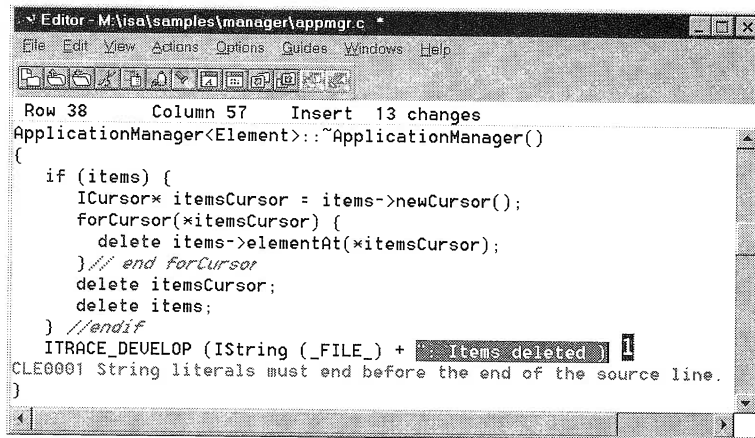 Editor - M:\isa\samples\manager\appmgr.c *
File Edit View Actions Options Guides Windows Help
Row 38 Column 57 Insert 13 changes
ApplicationManager<Element>::~ApplicationManager()
{
if (items) {
ICursor* itemsCursor = items->newCursor();
forCursor(*itemsCursor) {
delete items->elementAt(*itemsCursor);
}// end forCursor
delete itemsCursor;
delete items;
} //endif
ITRACE_DEVELOP (IString (_FILE_) + ": Items deleted ) 1
CLE0001 String literals must end before the end of the source line.
}